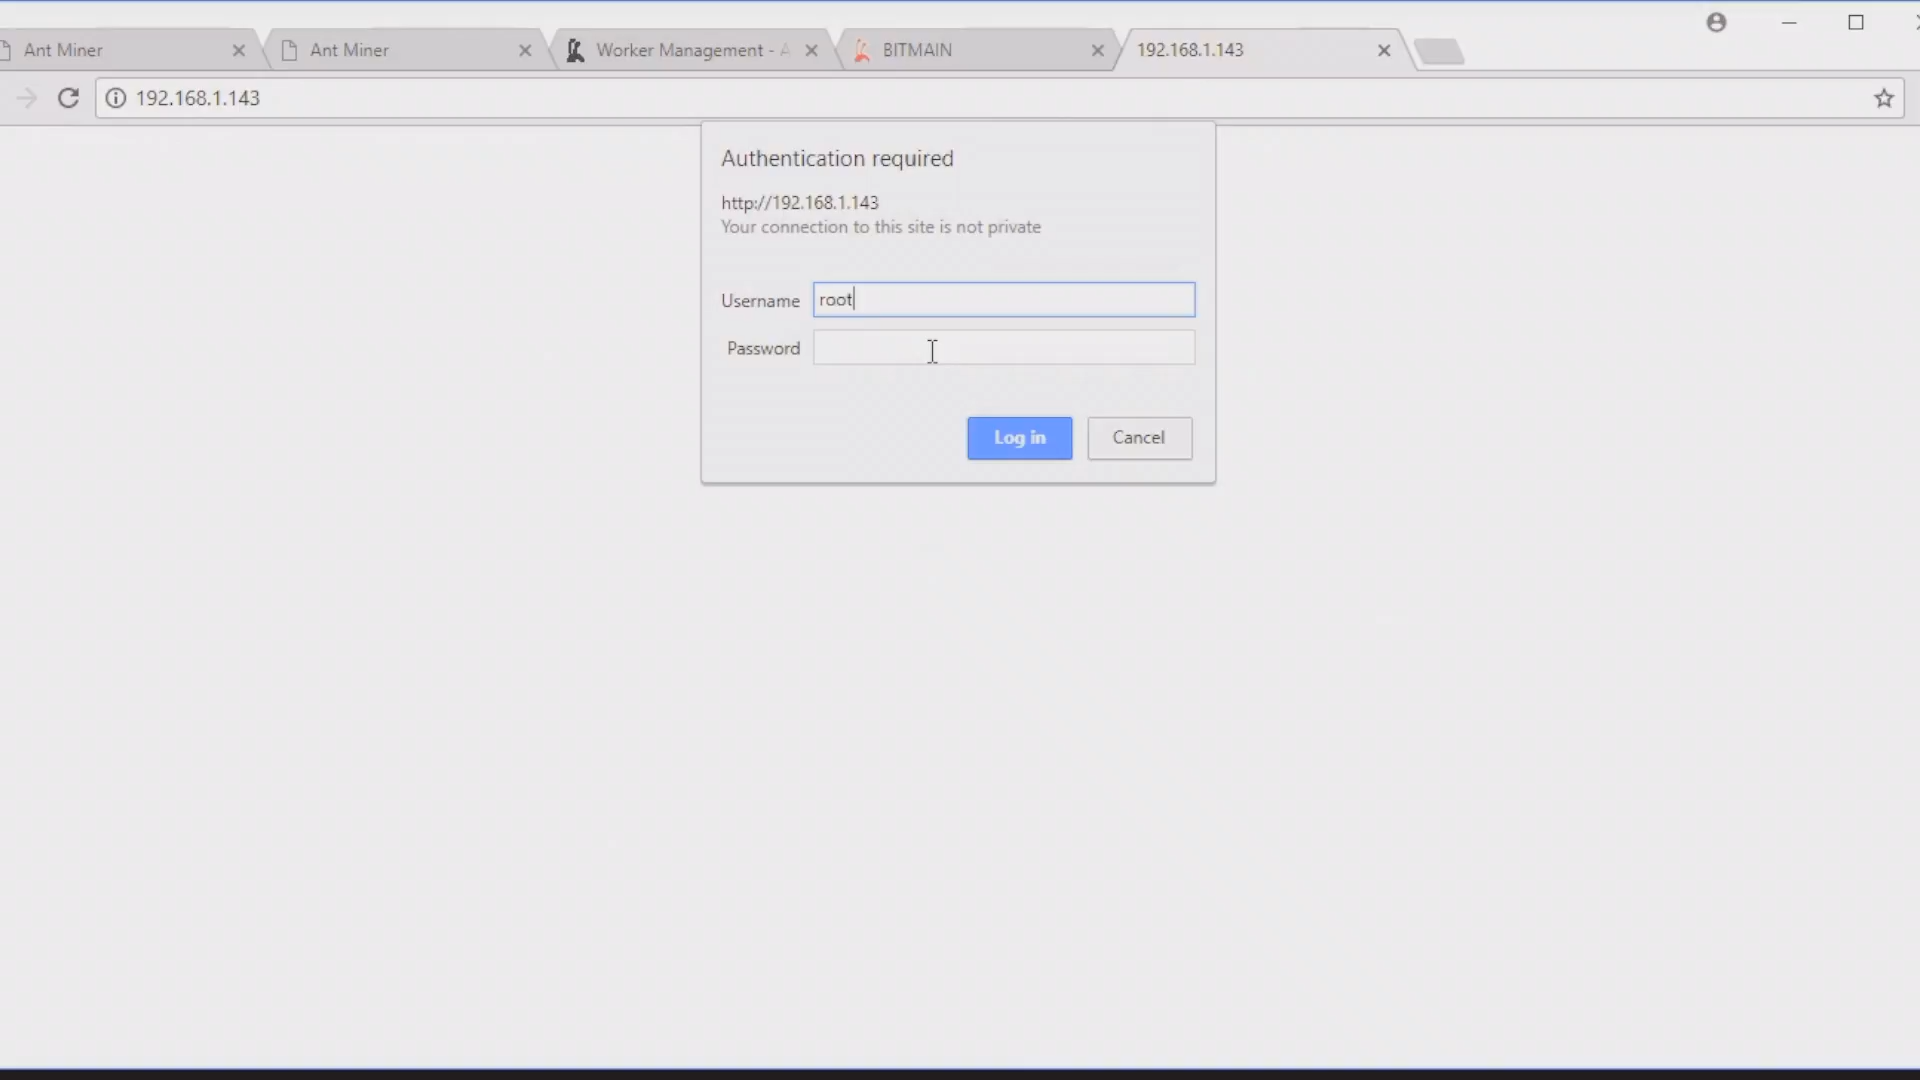 Ant Miner
Ant Miner
Worker Management - A
BITMAIN
192.168.1.143
192.168.1.143
Authentication required
http://192.168.1.143
Your connection to this site is not private
Username root
Password
Log in Cancel